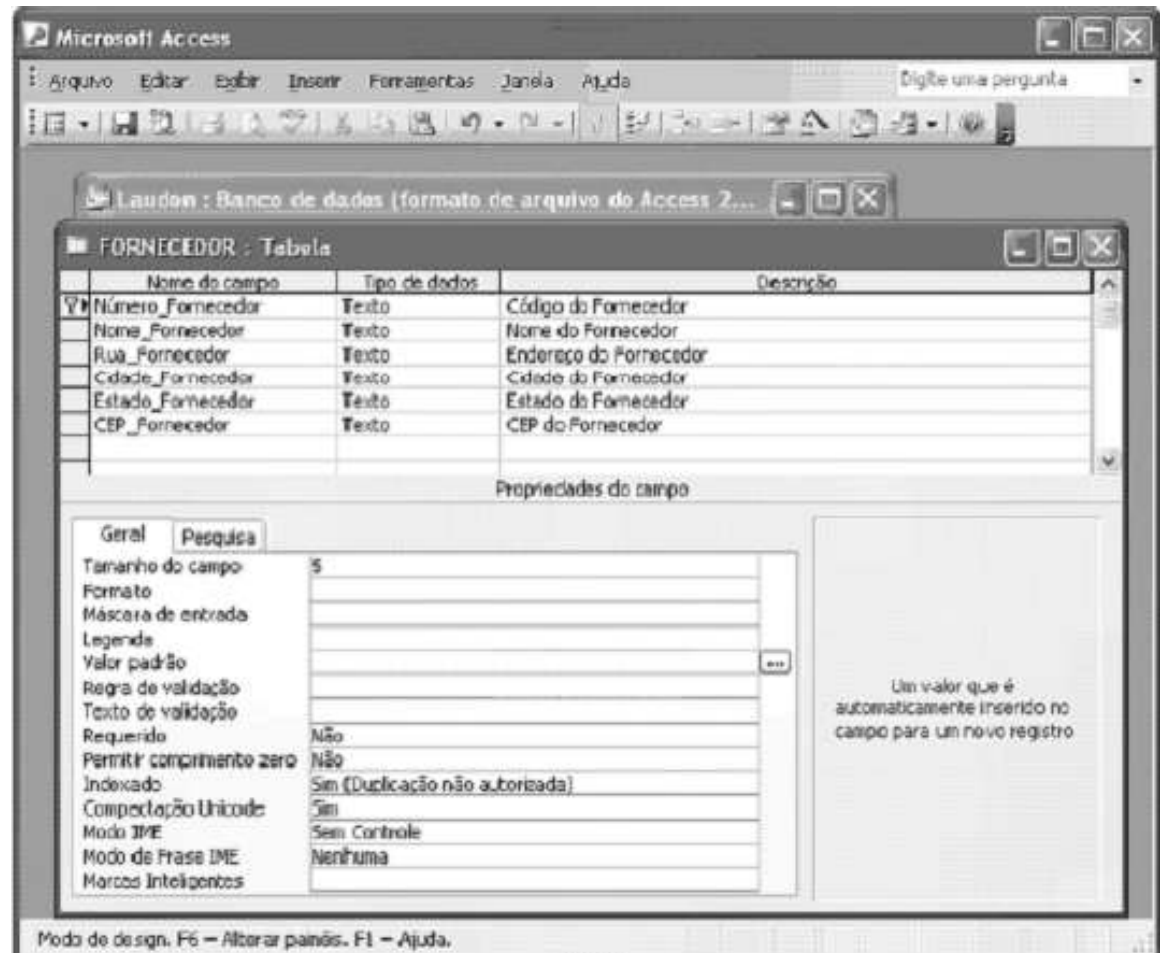 Microsoft Access
Arquivo Editar Exibir Inserir Ferramentas Janela Ajuda Digite uma pergunta
Laudon : Banco de dados (formato de arquivo do Access 2...
FORNECEDOR : Tabela
Nome do campo Tipo de dados Descrição
Número_Fornecedor Texto Código do Fornecedor
Nome_Fornecedor Texto Nome do Fornecedor
Rua_Fornecedor Texto Endereço do Fornecedor
Cidade_Fornecedor Texto Cidade do Fornecedor
Estado_Fornecedor Texto Estado do Fornecedor
CEP_Fornecedor Texto CEP do Fornecedor
Propriedades do campo
Geral Pesquisa
Tamanho do campo 5
Formato
Máscara de entrada
Legenda
Valor padrão ...
Regra de validação
Texto de validação
Requerido Não
Permitir comprimento zero Não
Indexado Sim (Duplicação não autorizada)
Compactação Unicode Sim
Modo IME Sem Controle
Modo de Frase IME Nenhuma
Marcas Inteligentes
Um valor que é
automaticamente inserido no
campo para um novo registro
Modo de design. F6 — Alterar painéis. F1 — Ajuda.